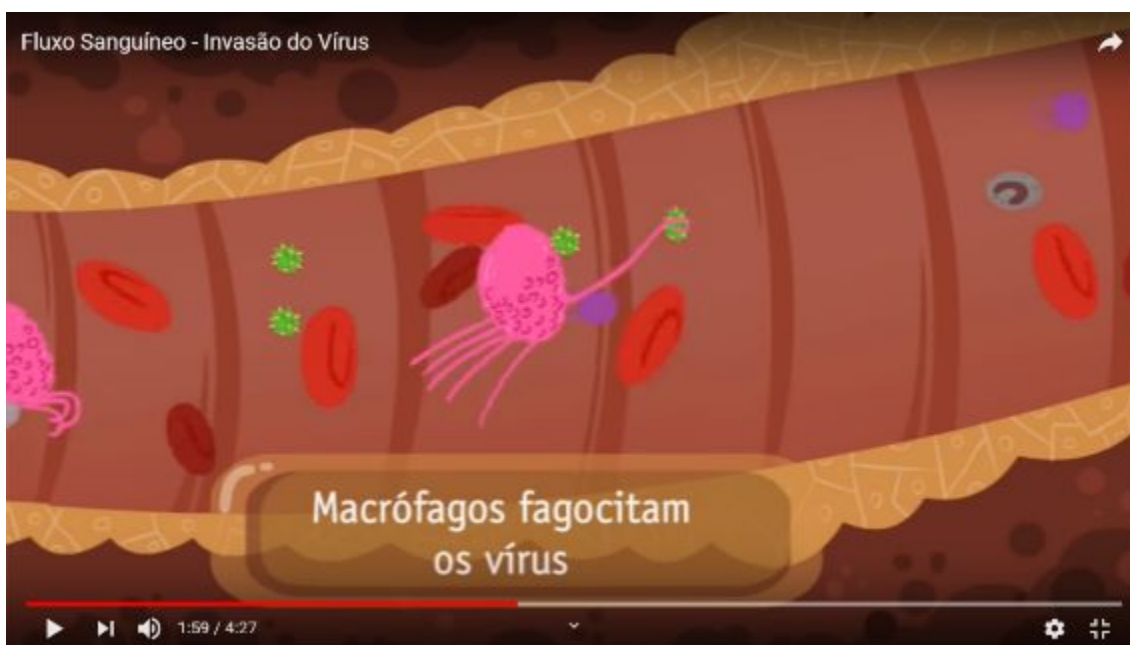 Fluxo Sanguíneo - Invasão do Vírus
Macrófagos fagocitam
os vírus
1:59 / 4:27